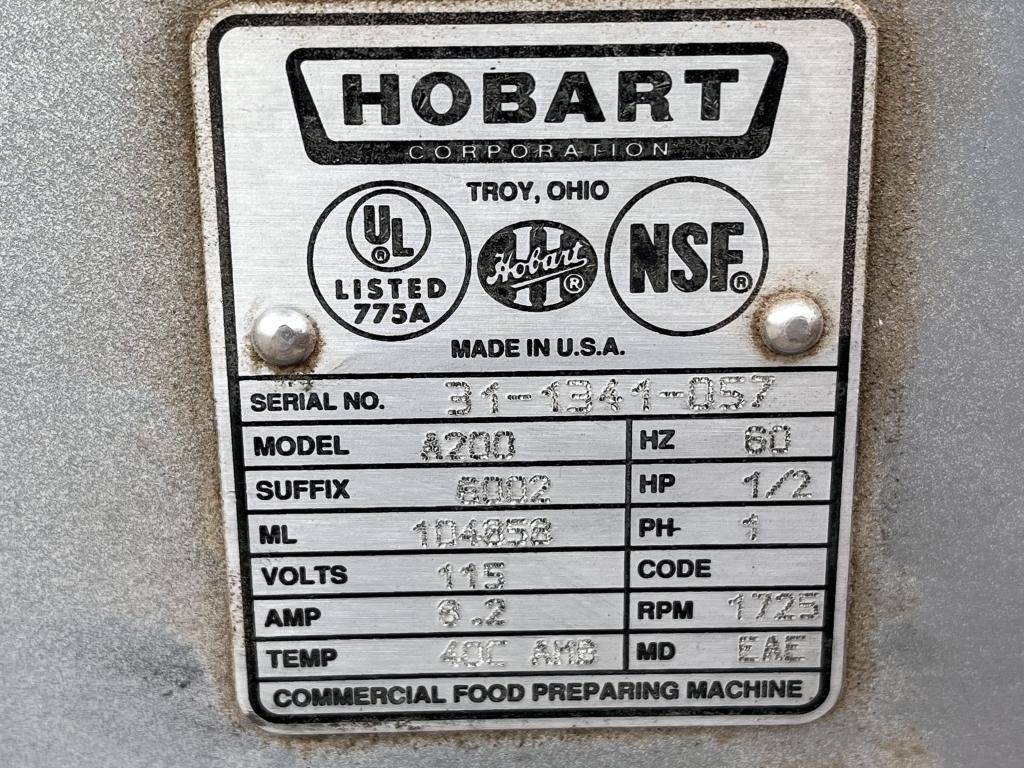 HOBART
CORPORATION
TROY, OHIO
UL ®
LISTED
775A
Hobart ®
NSF®
MADE IN U.S.A.
SERIAL NO. 31-1341-057
MODEL A200 HZ 60
SUFFIX 6002 HP 1/2
ML 104858 PH- 1
VOLTS 115 CODE
AMP 8.2 RPM 1725
TEMP 40C AMB MD EAE
COMMERCIAL FOOD PREPARING MACHINE